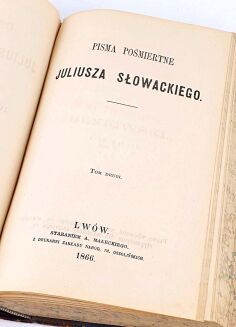 PISMA POŚMIERTNE
JULIUSZA SŁOWACKIEGO.
TOM DRUGI.
LWÓW.
STARANIEM A. MAŁECKIEGO.
Z DRUKARNI ZAKŁADU NAROD. IM. OSSOLIŃSKICH.
1866.